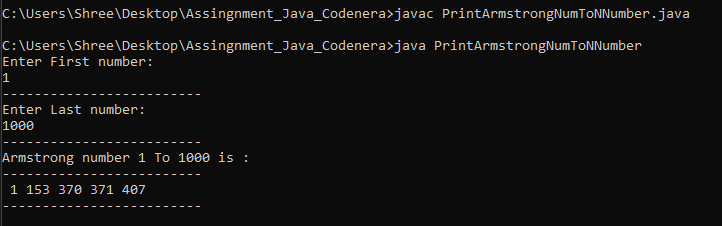 C:\Users\Shree\Desktop\Assingnment_Java_Codenera>javac PrintArmstrongNumToNNumber.java
C:\Users\Shree\Desktop\Assingnment_Java_Codenera>java PrintArmstrongNumToNNumber
Enter First number:
1
-------------------------
Enter Last number:
1000
-------------------------
Armstrong number 1 To 1000 is :
-------------------------
 1 153 370 371 407
-------------------------